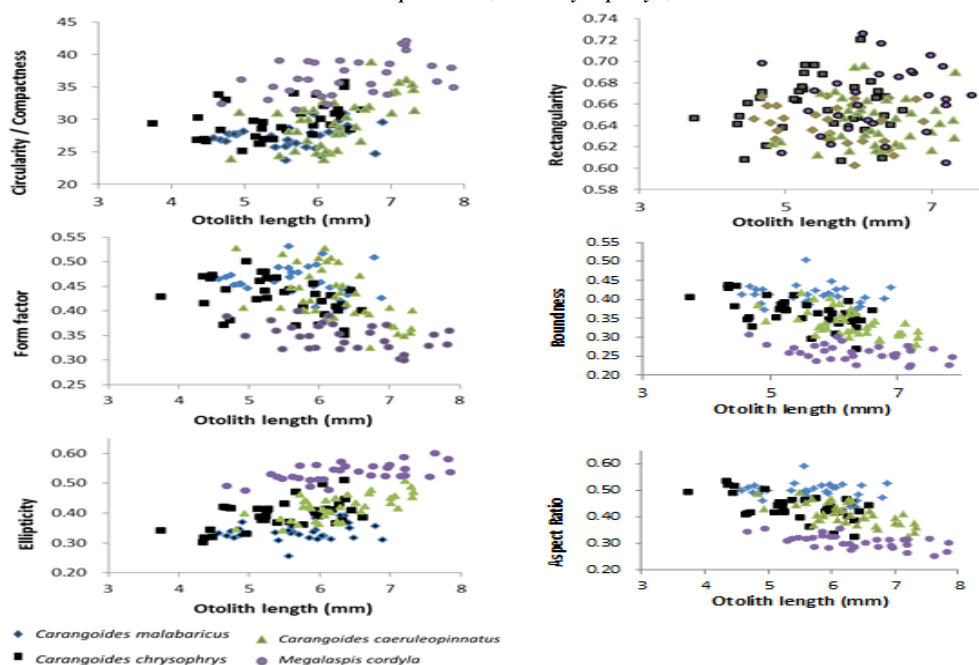 45
40
35
30
25
20
Circularity / Compactness
3 4 5 6 7 8
Otolith length (mm)
0.74
0.72
0.70
0.68
0.66
0.64
0.62
0.60
0.58
Rectangularity
3 5 7
Otolith length (mm)
0.55
0.50
0.45
0.40
0.35
0.30
0.25
Form factor
3 4 5 6 7 8
Otolith length (mm)
0.55
0.50
0.45
0.40
0.35
0.30
0.25
0.20
Roundness
3 5 7
Otolith length (mm)
0.60
0.50
0.40
0.30
0.20
Ellipticity
3 4 5 6 7 8
Otolith length (mm)
0.60
0.50
0.40
0.30
0.20
Aspect Ratio
3 4 5 6 7 8
Otolith length (mm)
Carangoides malabaricus
Carangoides caeruleopinnatus
Carangoides chrysophrys
Megalaspis cordyla